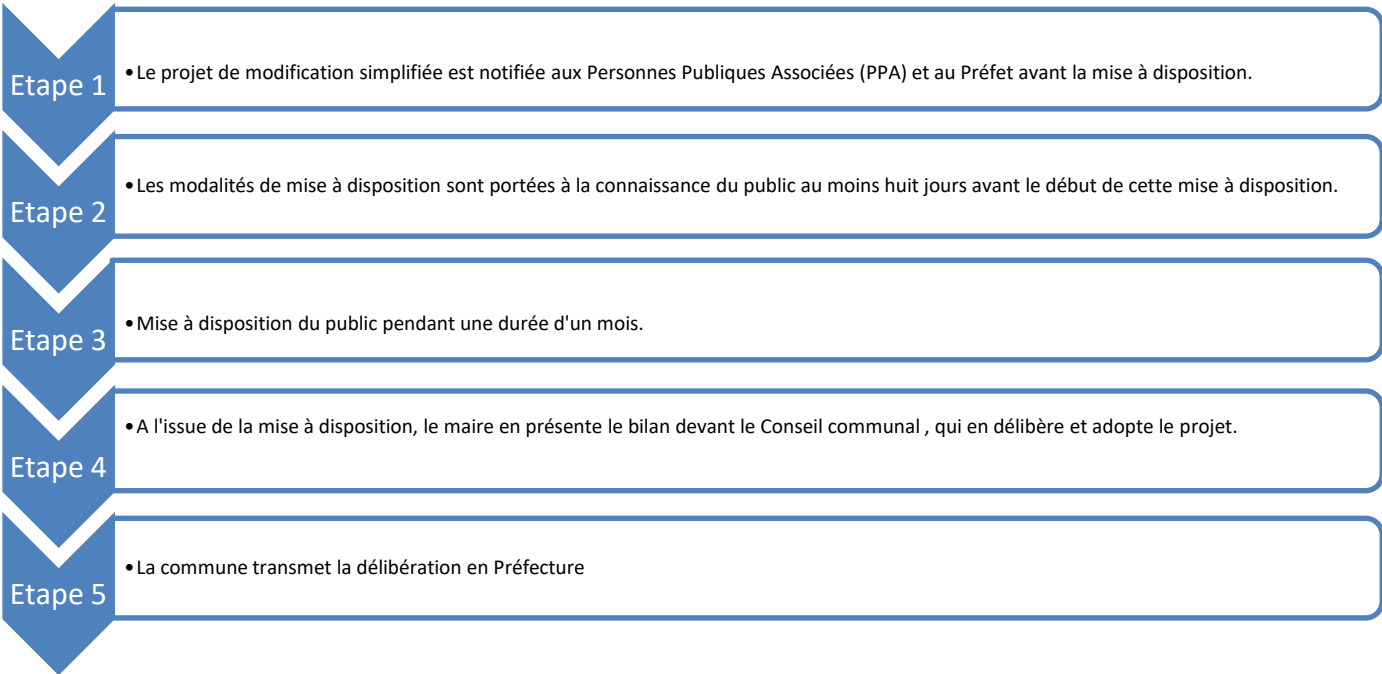 Etape 1
•Le projet de modification simplifiée est notifiée aux Personnes Publiques Associées (PPA) et au Préfet avant la mise à disposition.
Etape 2
•Les modalités de mise à disposition sont portées à la connaissance du public au moins huit jours avant le début de cette mise à disposition.
Etape 3
•Mise à disposition du public pendant une durée d'un mois.
Etape 4
•A l'issue de la mise à disposition, le maire en présente le bilan devant le Conseil communal , qui en délibère et adopte le projet.
Etape 5
•La commune transmet la délibération en Préfecture